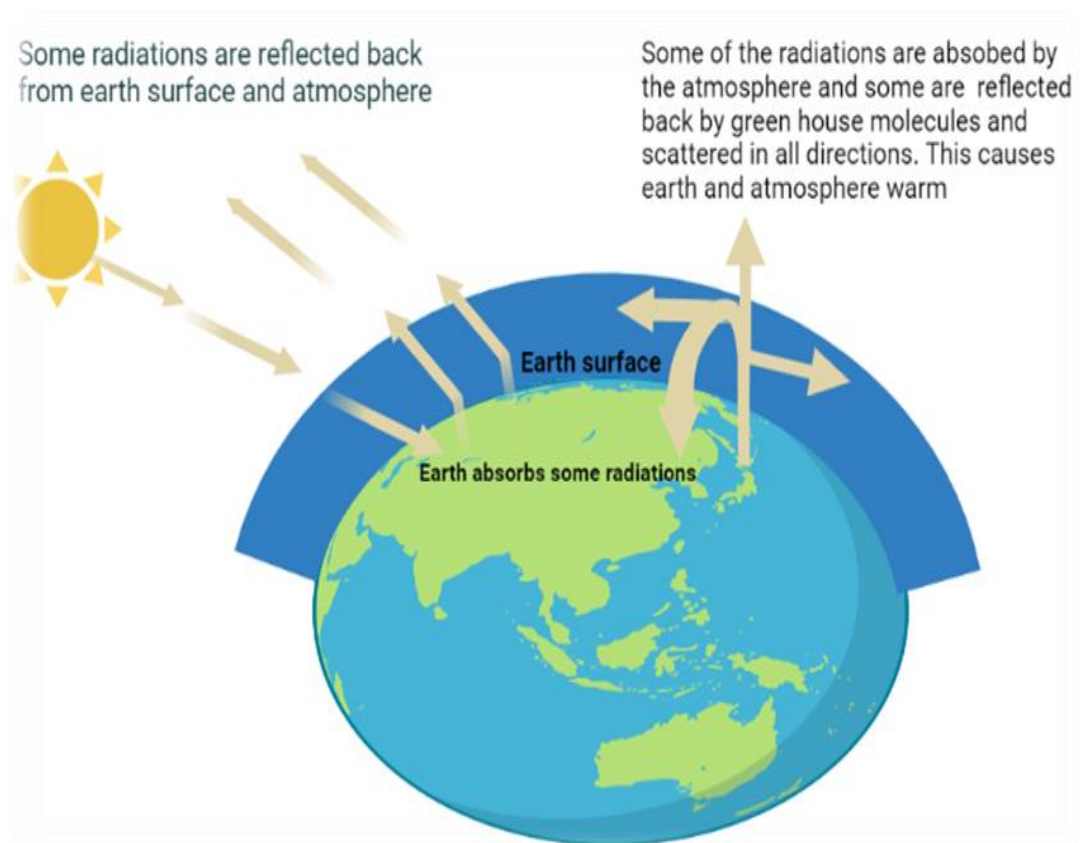 Some radiations are reflected back
from earth surface and atmosphere
Some of the radiations are absobed by
the atmosphere and some are reflected
back by green house molecules and
scattered in all directions. This causes
earth and atmosphere warm
Earth surface
Earth absorbs some radiations